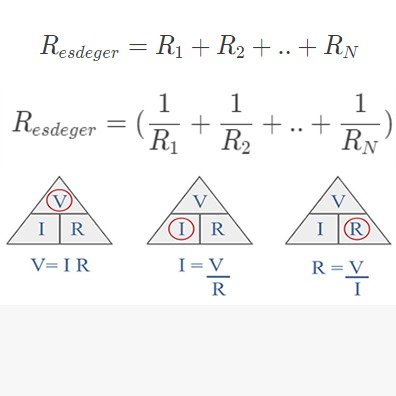 R_esdeger = R_1 + R_2 + .. + R_N
R_esdeger = (1/R_1 + 1/R_2 + .. + 1/R_N)
V V V
I R I R I R
V= I R I = V/R R = V/I